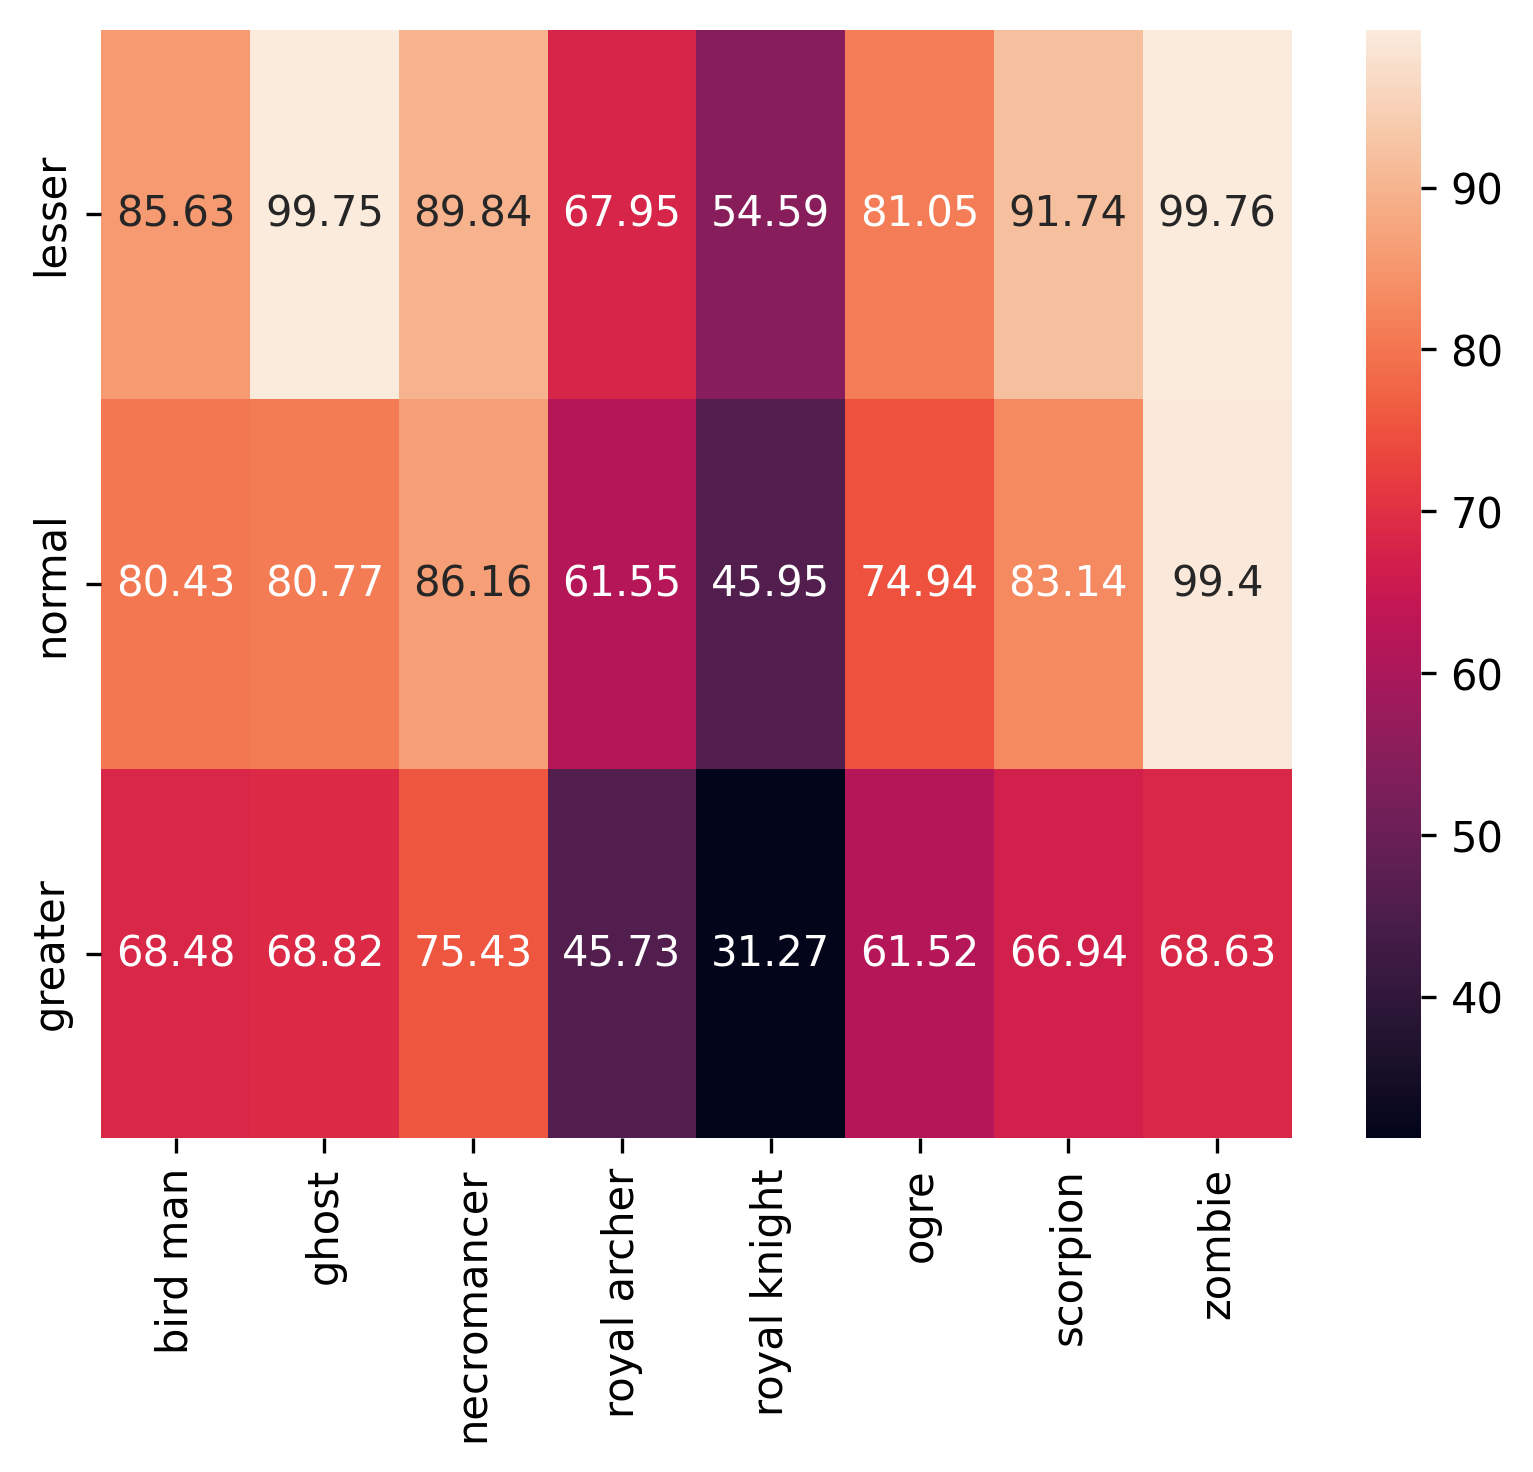 lesser
85.63 99.75 89.84 67.95 54.59 81.05 91.74 99.76
normal
80.43 80.77 86.16 61.55 45.95 74.94 83.14 99.4
greater
68.48 68.82 75.43 45.73 31.27 61.52 66.94 68.63
bird man
ghost
necromancer
royal archer
royal knight
ogre
scorpion
zombie
90
80
70
60
50
40